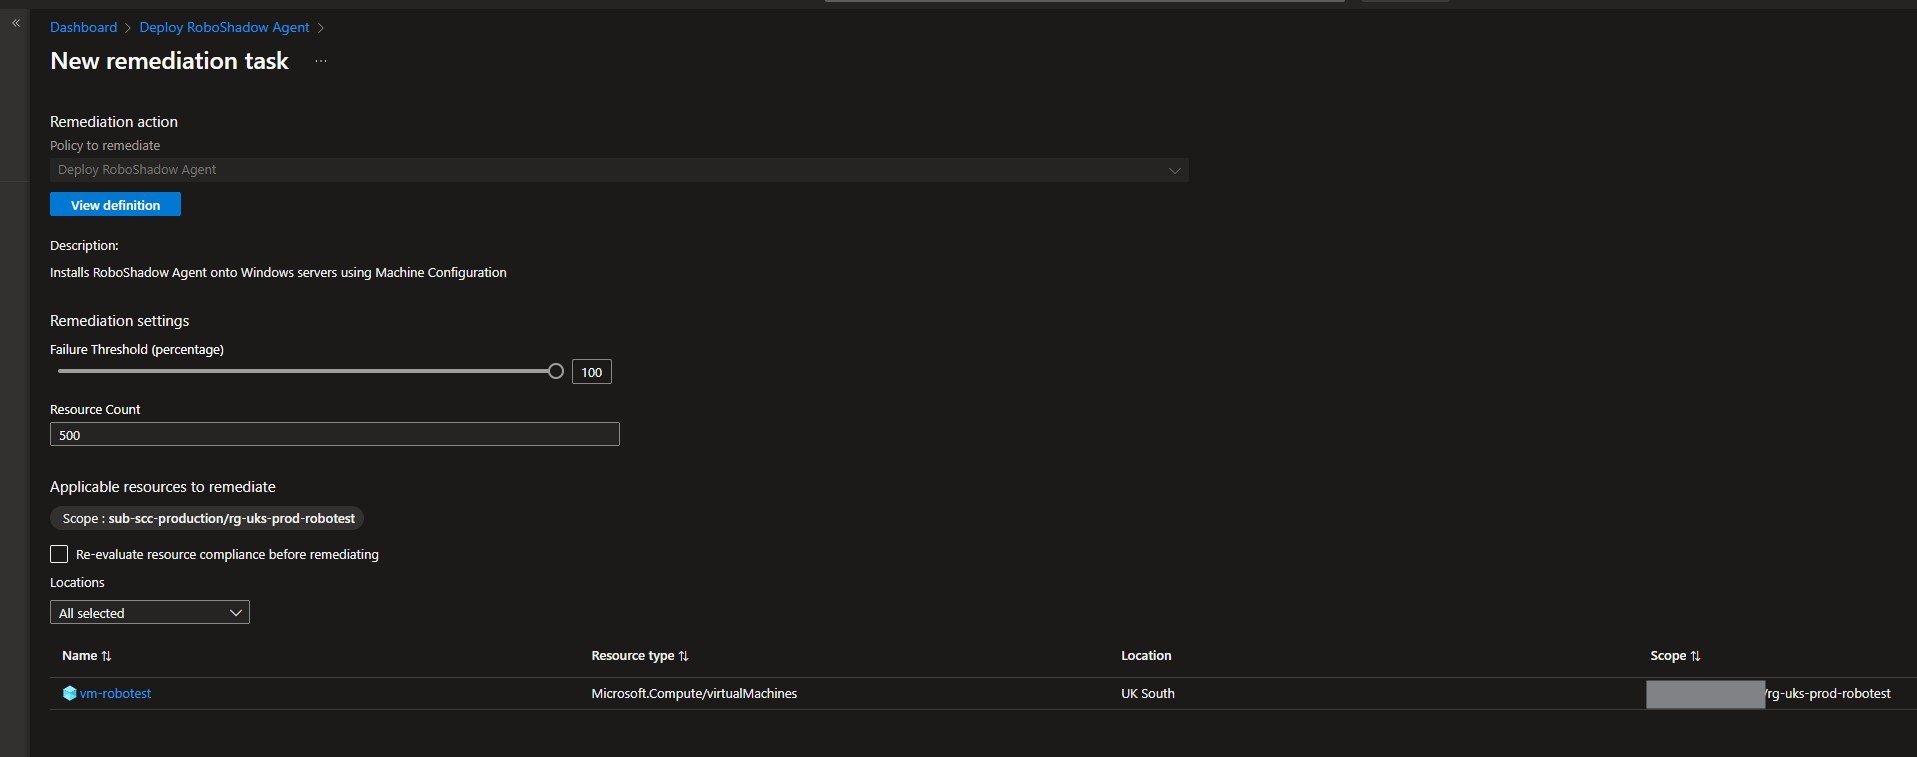 Dashboard > Deploy RoboShadow Agent >
New remediation task ...
Remediation action
Policy to remediate
Deploy RoboShadow Agent
View definition
Description:
Installs RoboShadow Agent onto Windows servers using Machine Configuration
Remediation settings
Failure Threshold (percentage)
100
Resource Count
500
Applicable resources to remediate
Scope : sub-scc-production/rg-uks-prod-robotest
Re-evaluate resource compliance before remediating
Locations
All selected
Name ↑↓ Resource type ↑↓ Location Scope ↑↓
vm-robotest Microsoft.Compute/virtualMachines UK South /rg-uks-prod-robotest